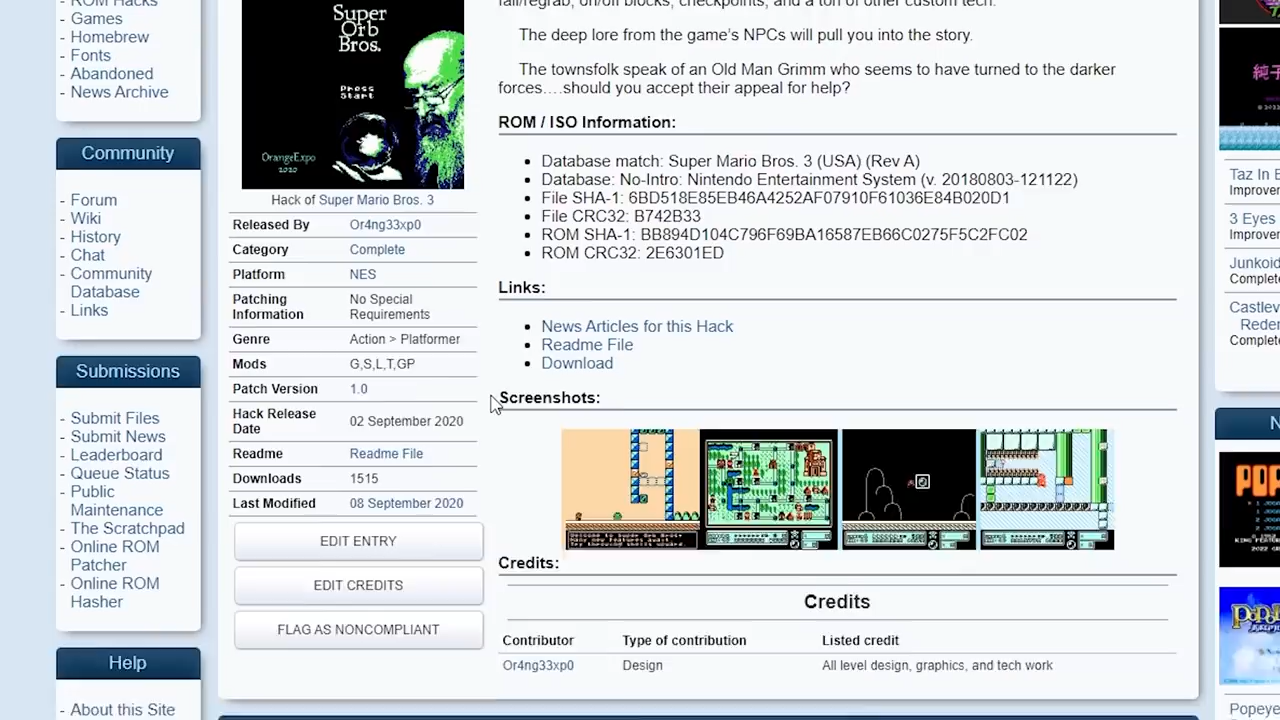 - ROM Hacks
- Games
- Homebrew
- Fonts
- Abandoned
- News Archive
Community
- Forum
- Wiki
- History
- Chat
- Community
Database
- Links
Submissions
- Submit Files
- Submit News
- Leaderboard
- Queue Status
- Public
Maintenance
- The Scratchpad
- Online ROM
Patcher
- Online ROM
Hasher
Help
- About this Site
Super
Orb
Bros.
Press
Start
OrangeExpo
2020
Hack of Super Mario Bros. 3
Released By Or4ng33xp0
Category Complete
Platform NES
Patching
Information
No Special
Requirements
Genre Action > Platformer
Mods G,S,L,T,GP
Patch Version 1.0
Hack Release
Date
02 September 2020
Readme Readme File
Downloads 1515
Last Modified 08 September 2020
EDIT ENTRY
EDIT CREDITS
FLAG AS NONCOMPLIANT
fall/regrab, on/off blocks, checkpoints, and a ton of other custom tech.
The deep lore from the game's NPCs will pull you into the story.
The townsfolk speak of an Old Man Grimm who seems to have turned to the darker
forces….should you accept their appeal for help?
ROM / ISO Information:
Database match: Super Mario Bros. 3 (USA) (Rev A)
Database: No-Intro: Nintendo Entertainment System (v. 20180803-121122)
File SHA-1: 6BD518E85EB46A4252AF07910F61036E84B020D1
File CRC32: B742B33
ROM SHA-1: BB894D104C796F69BA16587EB66C0275F5C2FC02
ROM CRC32: 2E6301ED
Links:
News Articles for this Hack
Readme File
Download
Screenshots:
Credits:
Credits
Contributor Type of contribution Listed credit
Or4ng33xp0 Design All level design, graphics, and tech work
Taz In E
Improve
3 Eyes
Improve
Junkoid
Complete
Castlev
Rede
Complete
N
POP
Popeye